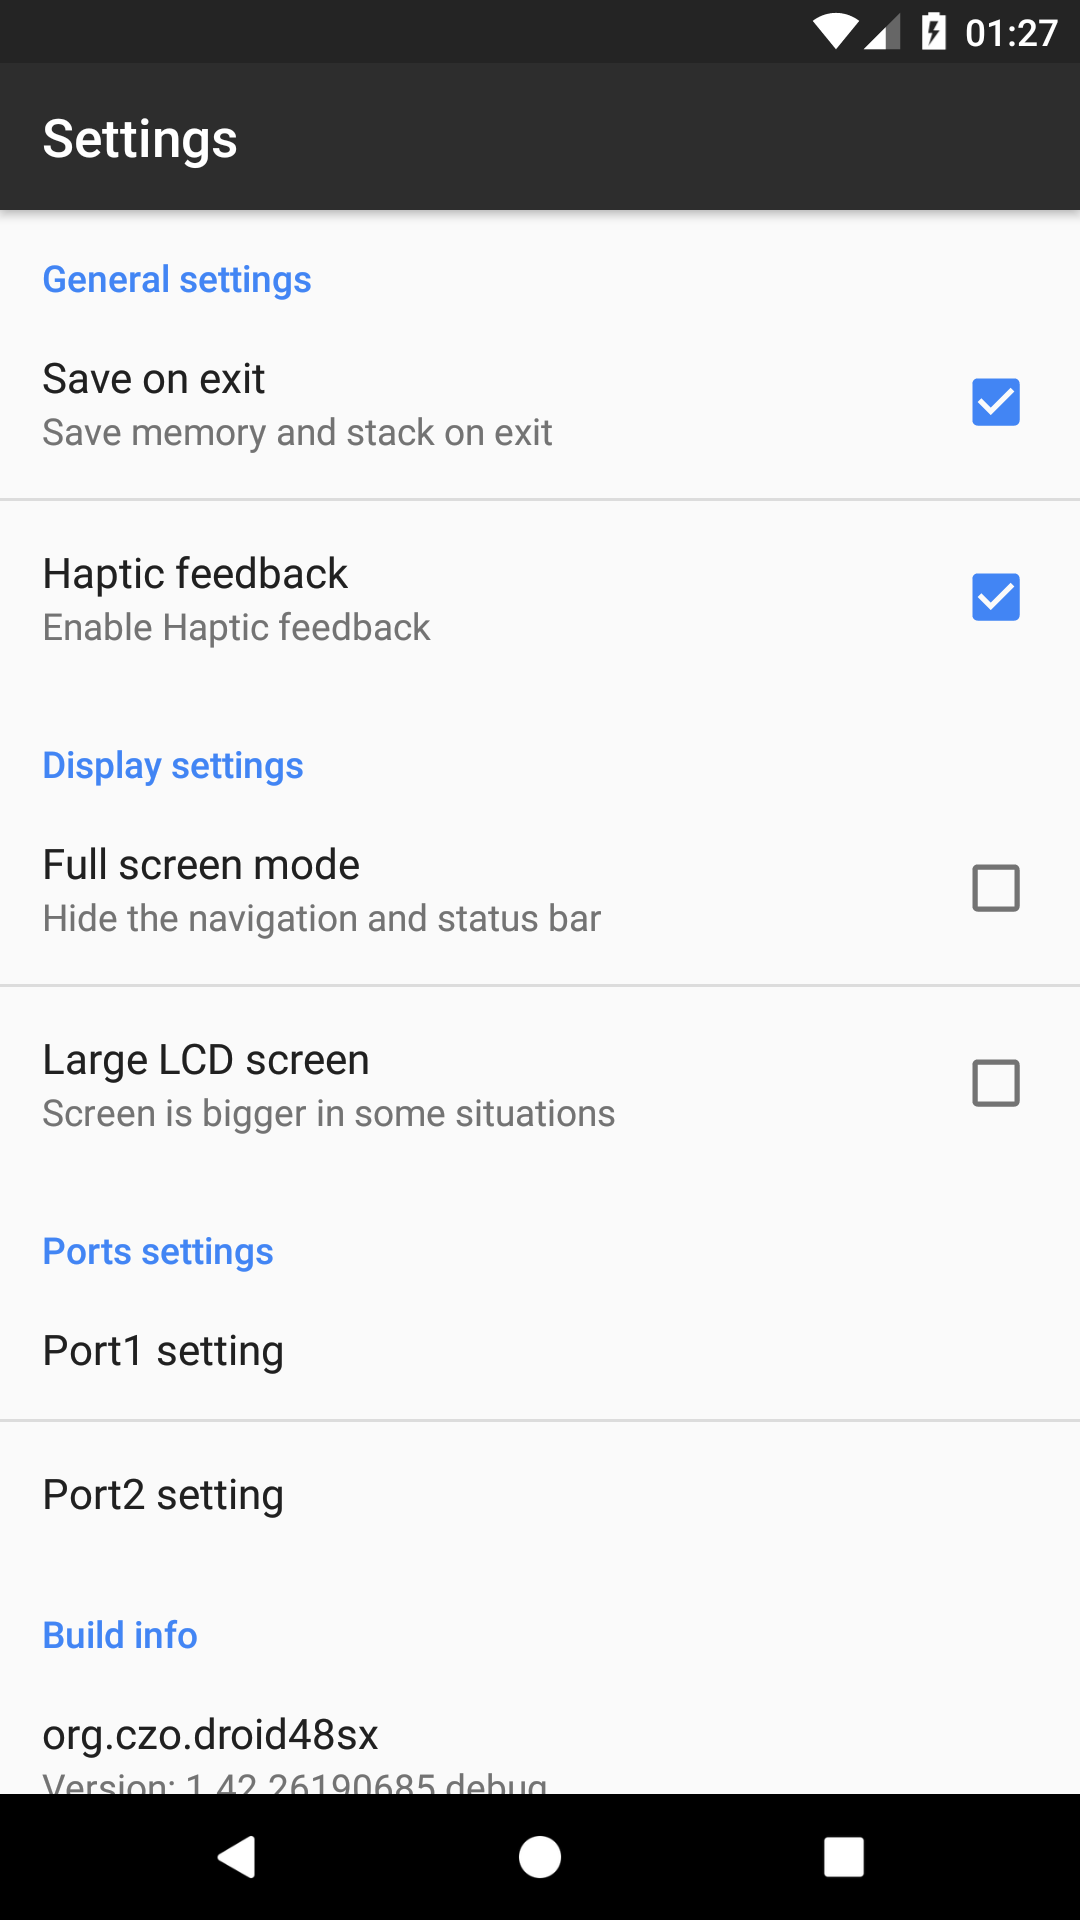 01:27
Settings
General settings
Save on exit
Save memory and stack on exit
Haptic feedback
Enable Haptic feedback
Display settings
Full screen mode
Hide the navigation and status bar
Large LCD screen
Screen is bigger in some situations
Ports settings
Port1 setting
Port2 setting
Build info
org.czo.droid48sx
Version: 1.42.26190685.debug